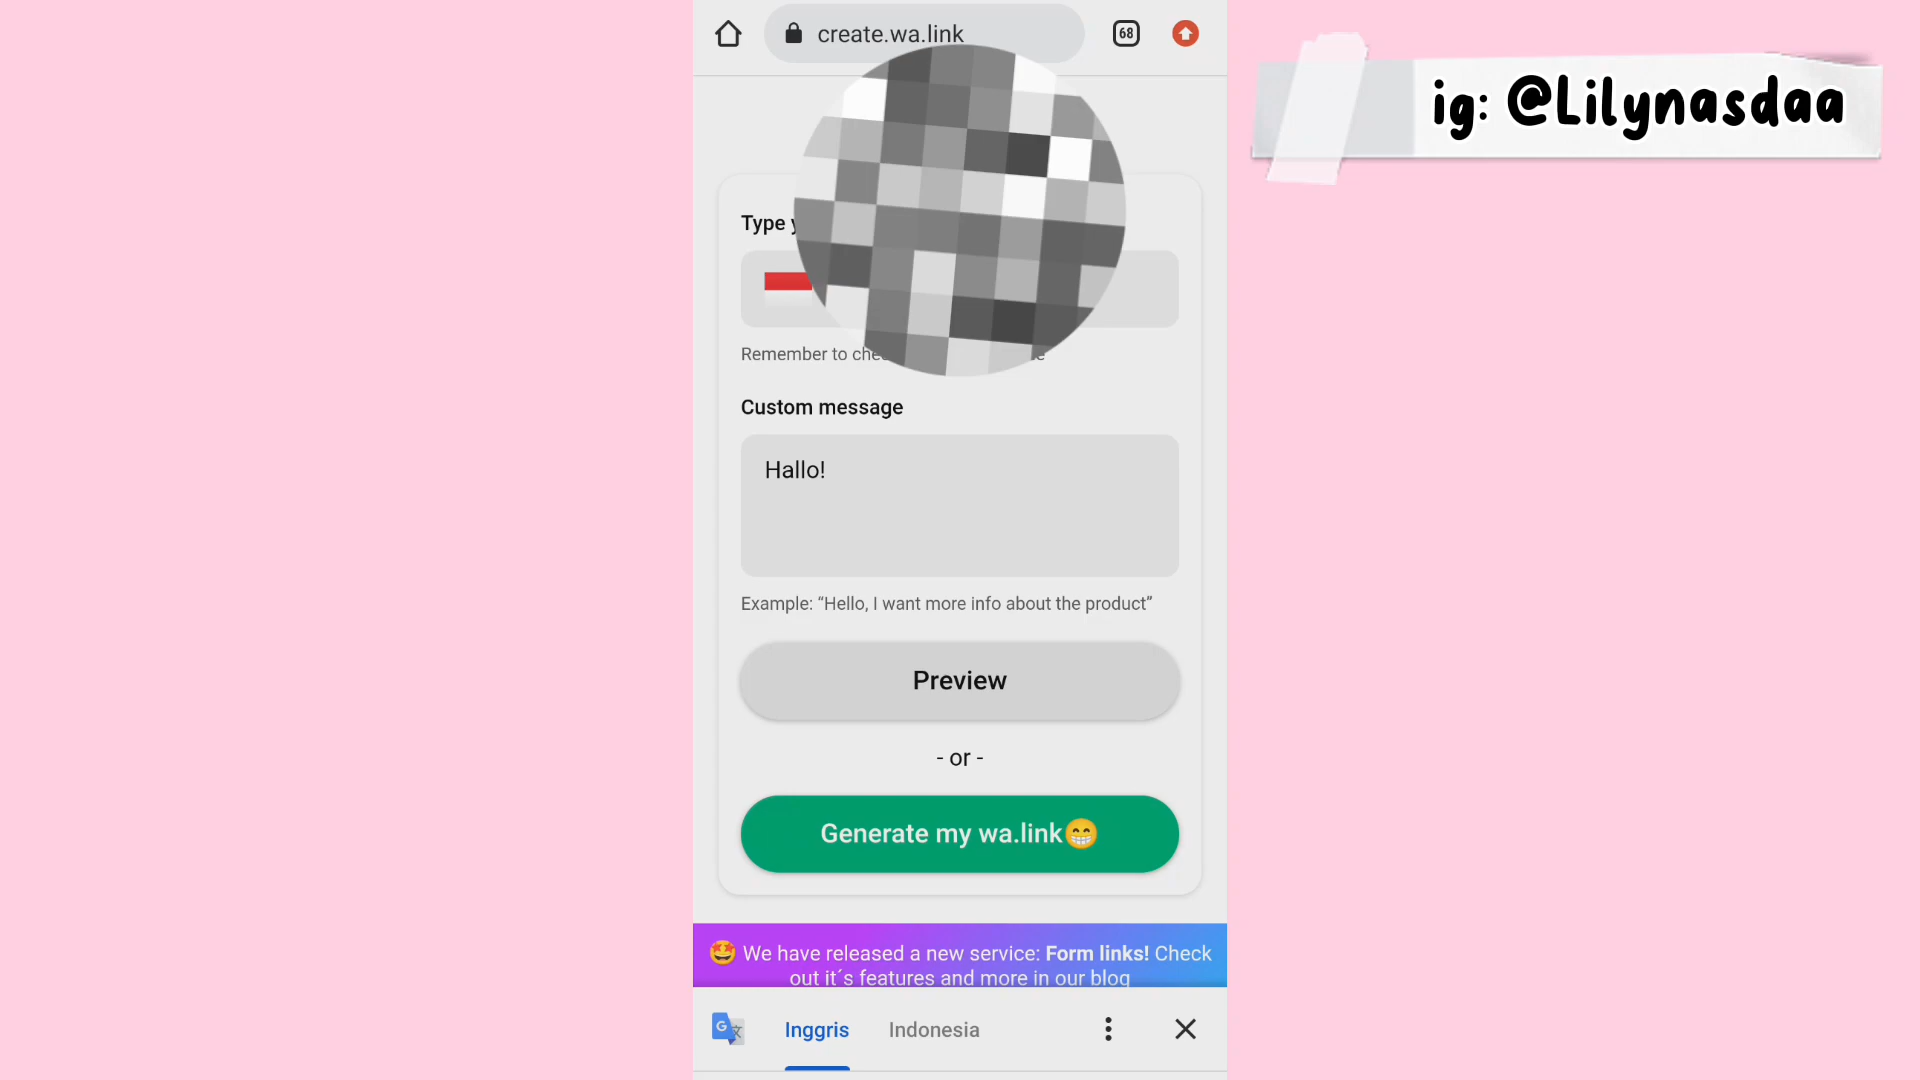 create.wa.link
68
ig: @Lilynasdaa
Type
Remember to
Custom message
Hallo!
Example: “Hello, I want more info about the product”
Preview
- or -
Generate my wa.link😁
🤩 We have released a new service: Form links! Check
out it´s features and more in our blog
Inggris
Indonesia